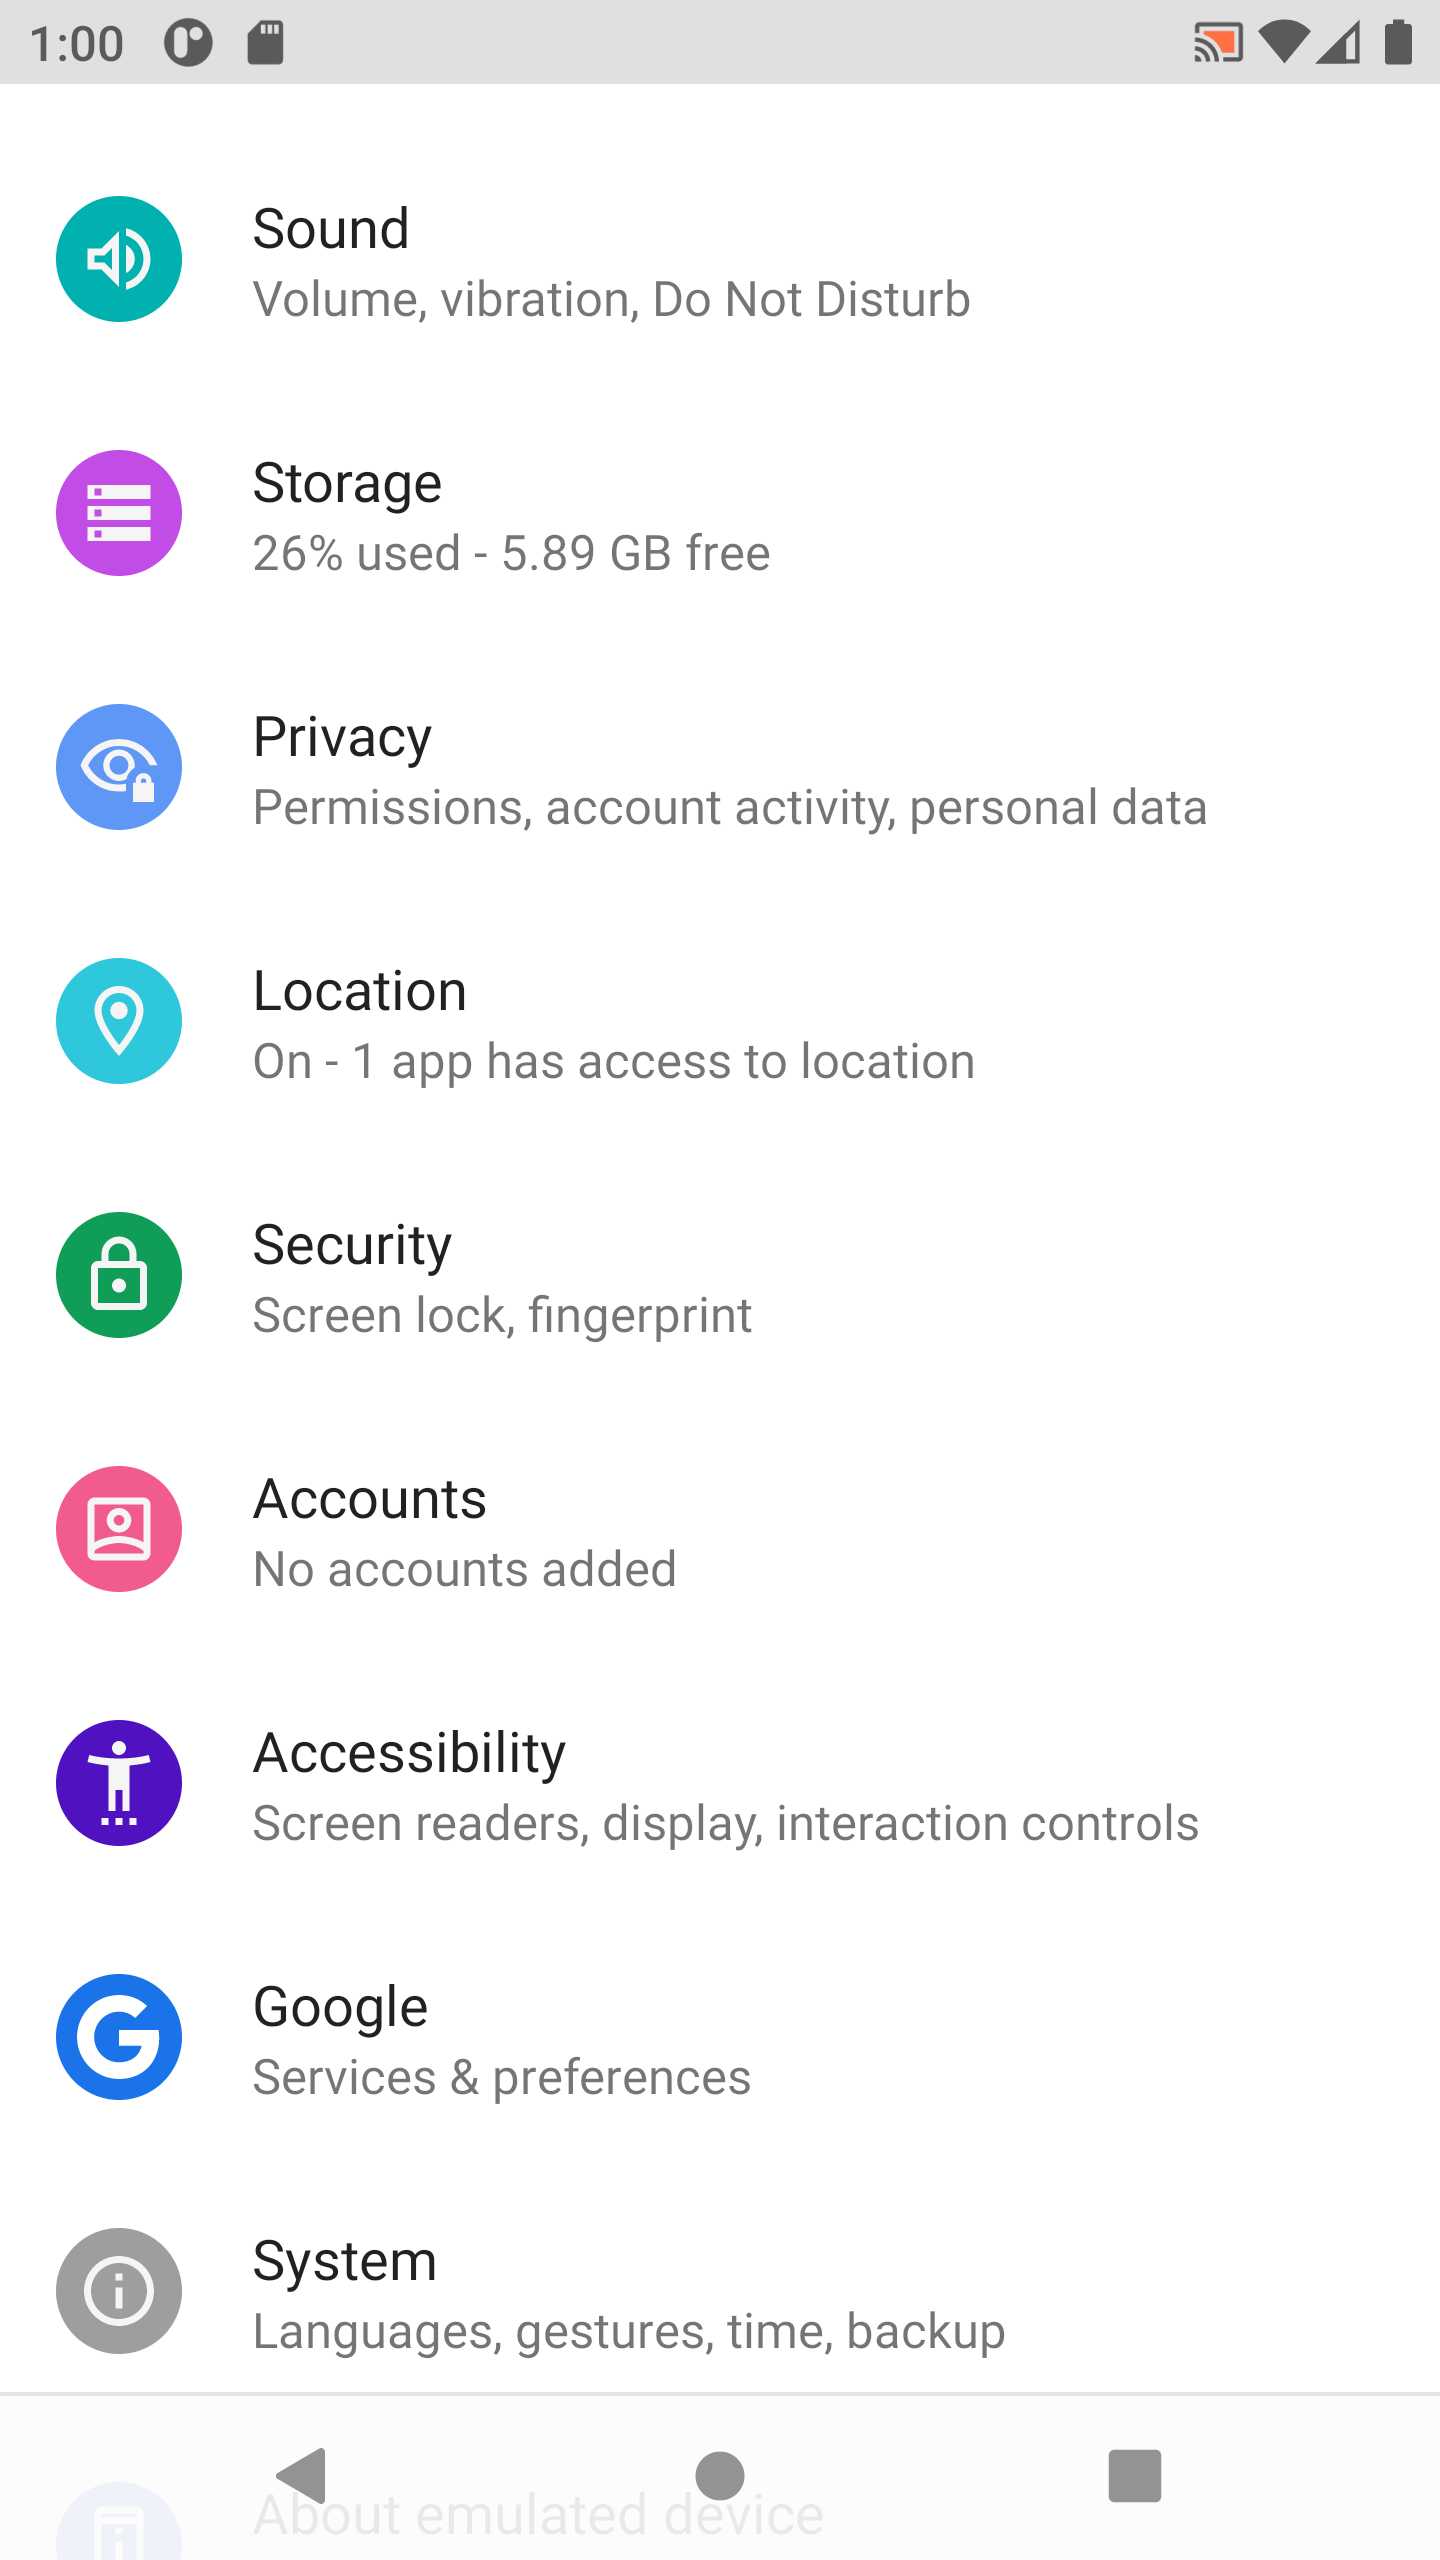 1:00
Sound
Volume, vibration, Do Not Disturb
Storage
26% used - 5.89 GB free
Privacy
Permissions, account activity, personal data
Location
On - 1 app has access to location
Security
Screen lock, fingerprint
Accounts
No accounts added
Accessibility
Screen readers, display, interaction controls
Google
Services & preferences
System
Languages, gestures, time, backup
About emulated device